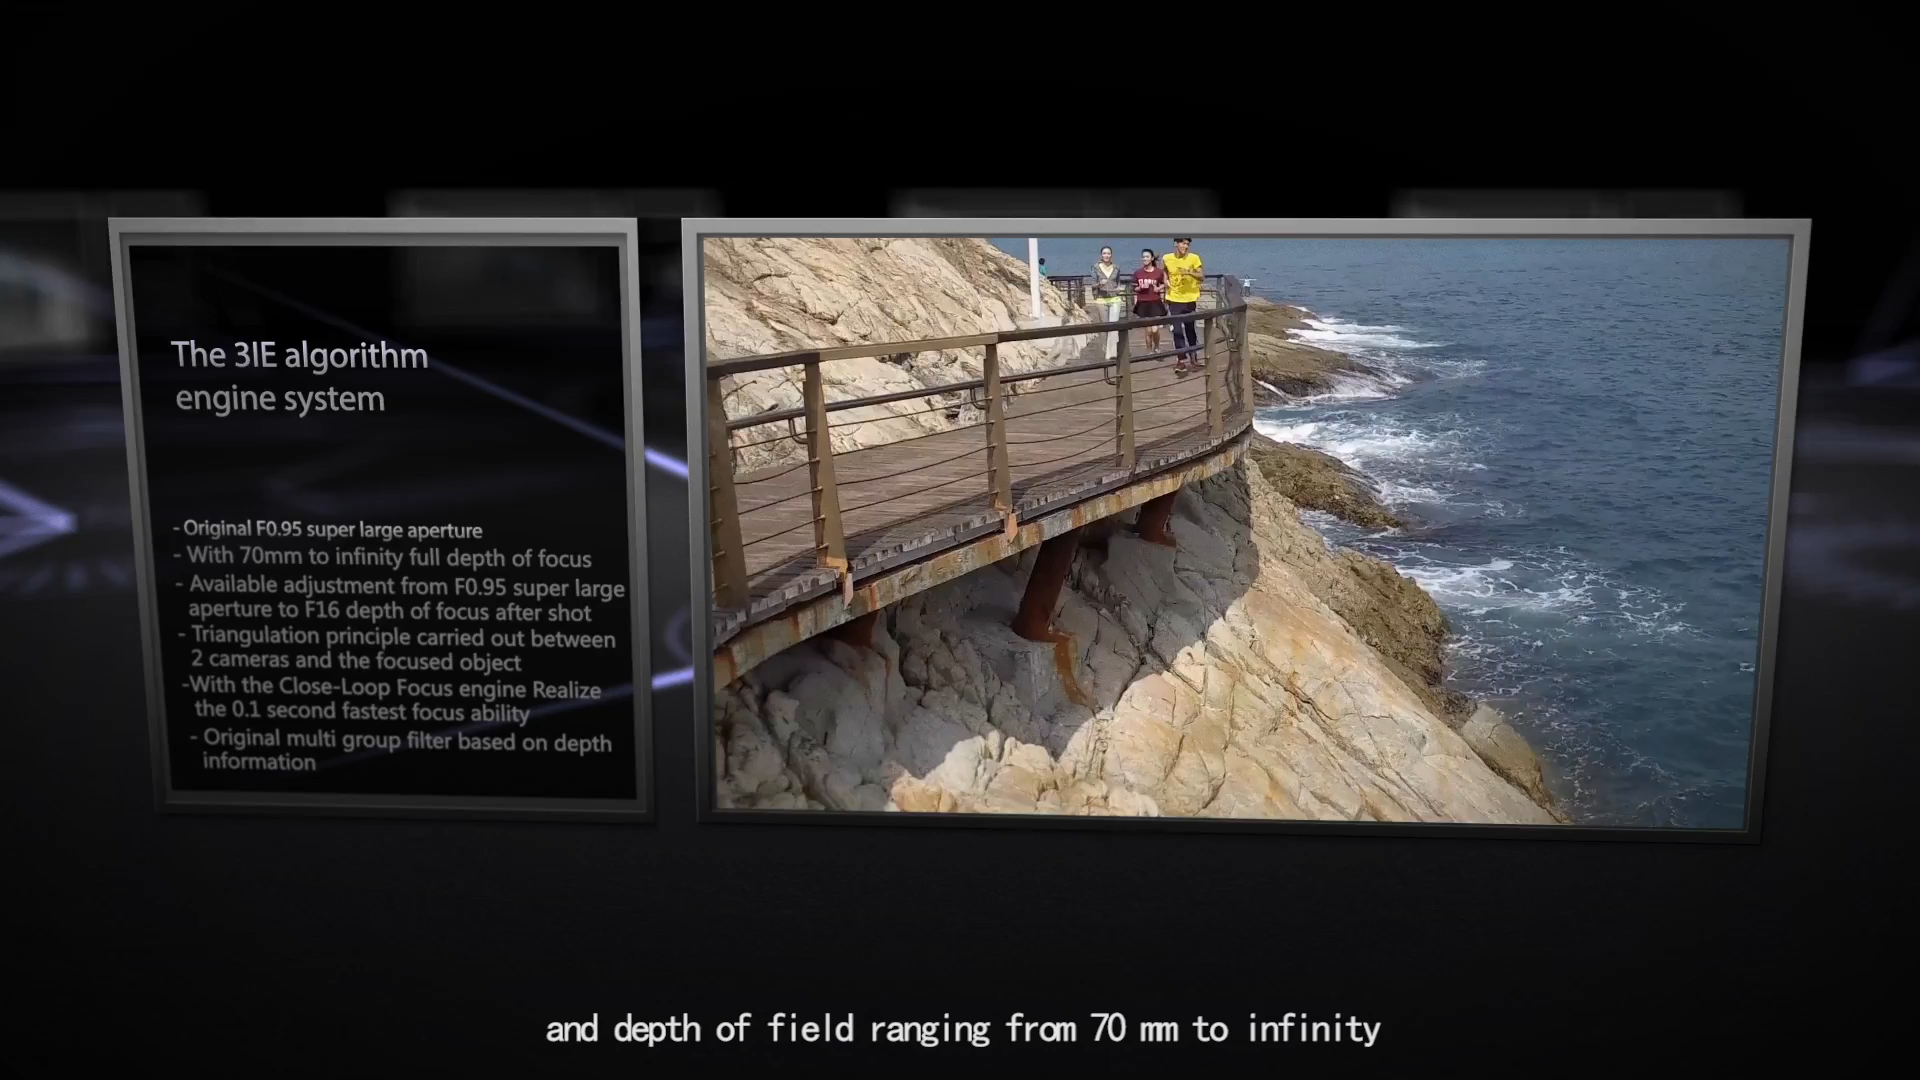 The 3IE algorithm
engine system
- Original F0.95 super large aperture
- With 70mm to infinity full depth of focus
- Available adjustment from F0.95 super large
aperture to F16 depth of focus after shot
- Triangulation principle carried out between
2 cameras and the focused object
-With the Close-Loop Focus engine Realize
the 0.1 second fastest focus ability
- Original multi group filter based on depth
information
and depth of field ranging from 70 mm to infinity